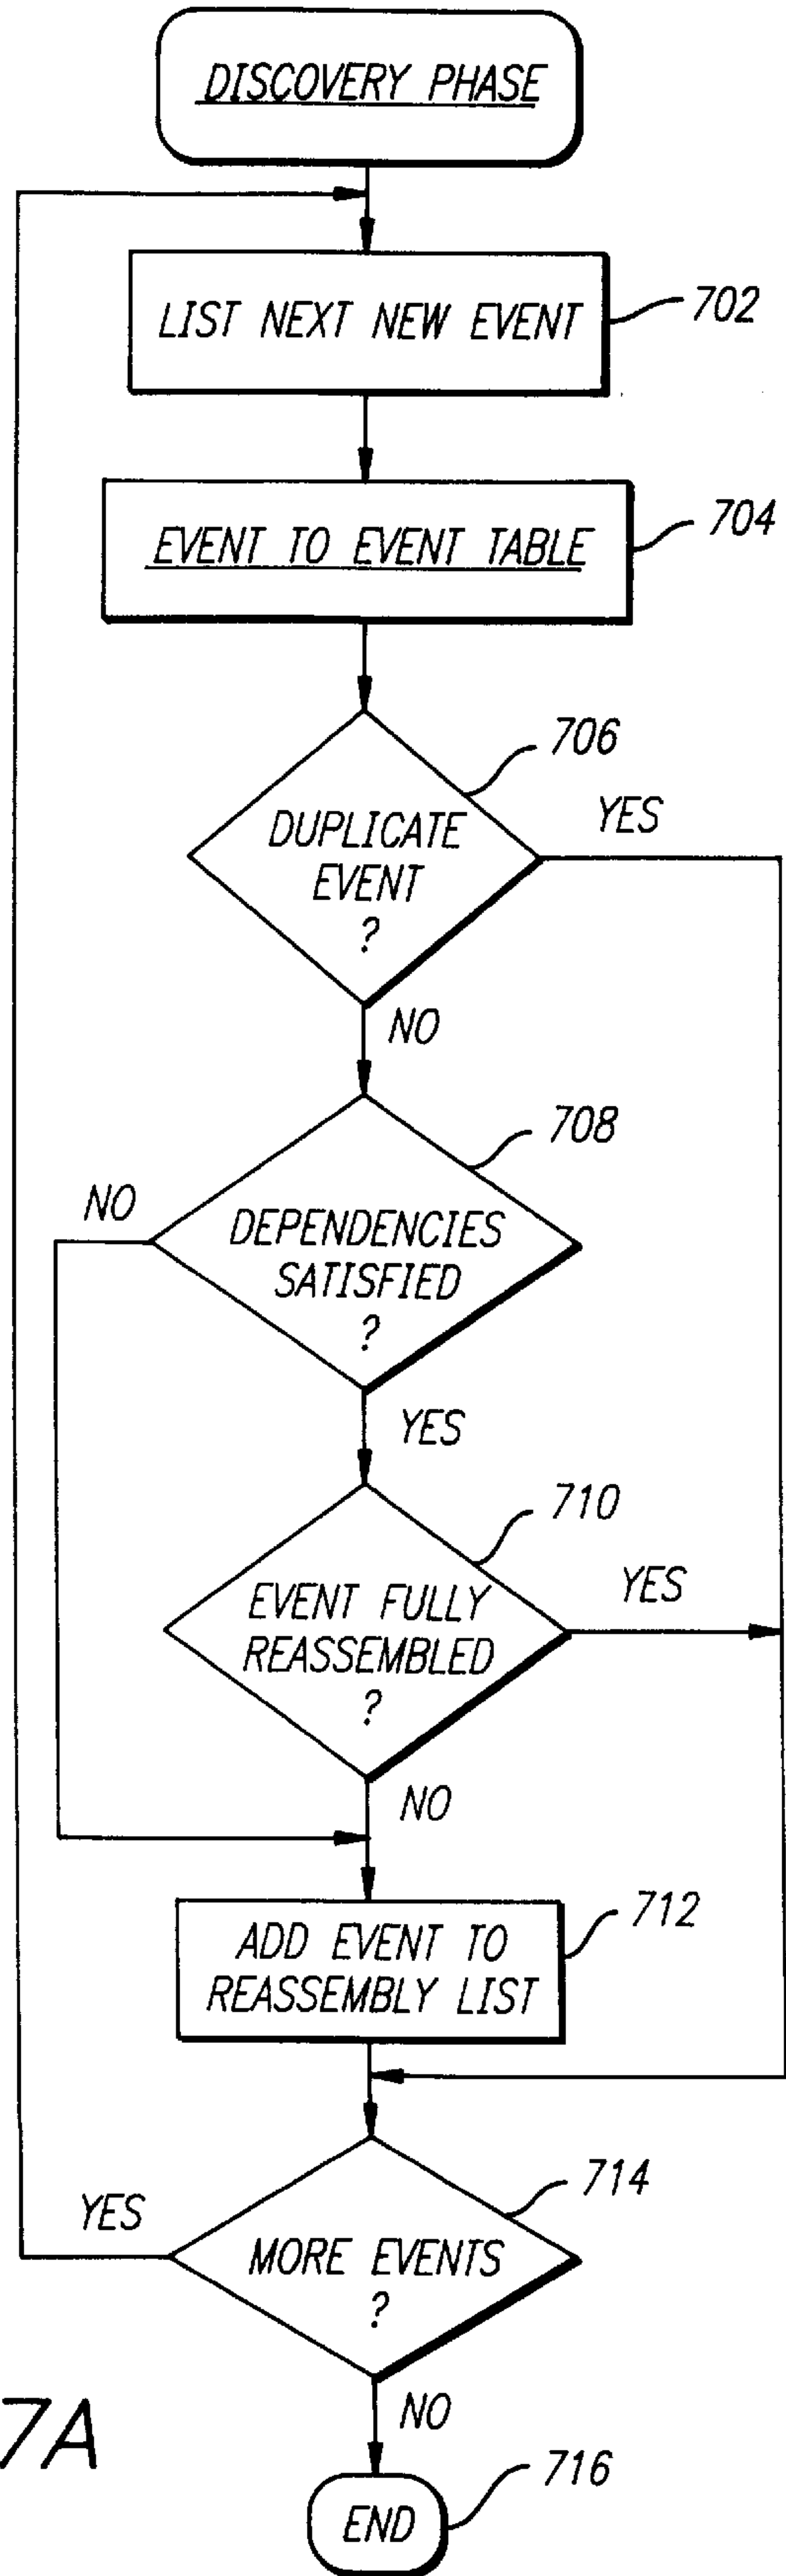 DISCOVERY PHASE
LIST NEXT NEW EVENT
702
EVENT TO EVENT TABLE
704
706
DUPLICATE
EVENT
?
YES
NO
708
NO
DEPENDENCIES
SATISFIED
?
YES
710
EVENT FULLY
REASSEMBLED
?
YES
NO
712
ADD EVENT TO
REASSEMBLY LIST
714
YES
MORE EVENTS
?
NO
7A
716
END